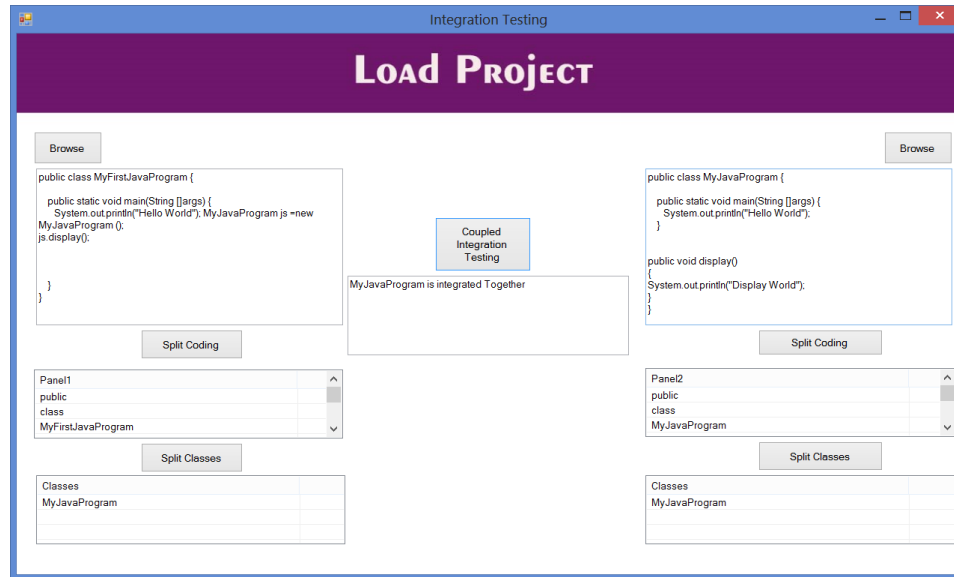 Integration Testing
Load Project
Browse
Browse
public class MyFirstJavaProgram {
public static void main(String []args) {
System.out.println("Hello World"); MyJavaProgram js =new
MyJavaProgram ();
js.display();
}
}
Coupled
Integration
Testing
MyJavaProgram is integrated Together
public class MyJavaProgram {
public static void main(String []args) {
System.out.println("Hello World");
}
public void display()
{
System.out.println("Display World");
}
}
Split Coding
Split Coding
Panel1
public
class
MyFirstJavaProgram
Panel2
public
class
MyJavaProgram
Split Classes
Split Classes
Classes
MyJavaProgram
Classes
MyJavaProgram